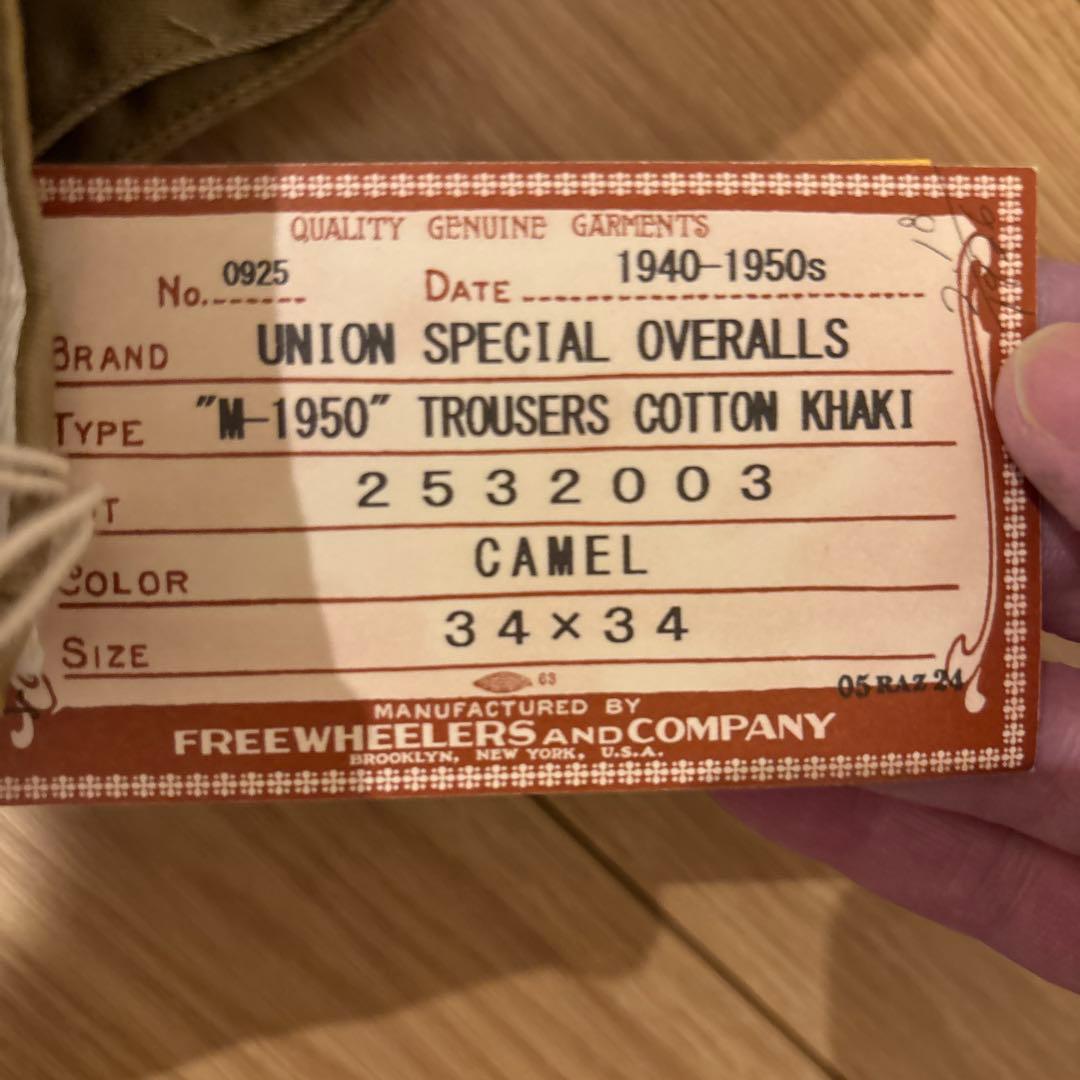 QUALITY GENUINE GARMENTS
No. 0925 DATE 1940-1950s
BRAND UNION SPECIAL OVERALLS
TYPE "M-1950" TROUSERS COTTON KHAKI
2532003
COLOR CAMEL
SIZE 34×34
63
05 RAZ 24
MANUFACTURED BY
FREEWHEELERS AND COMPANY
BROOKLYN, NEW YORK, U.S.A.